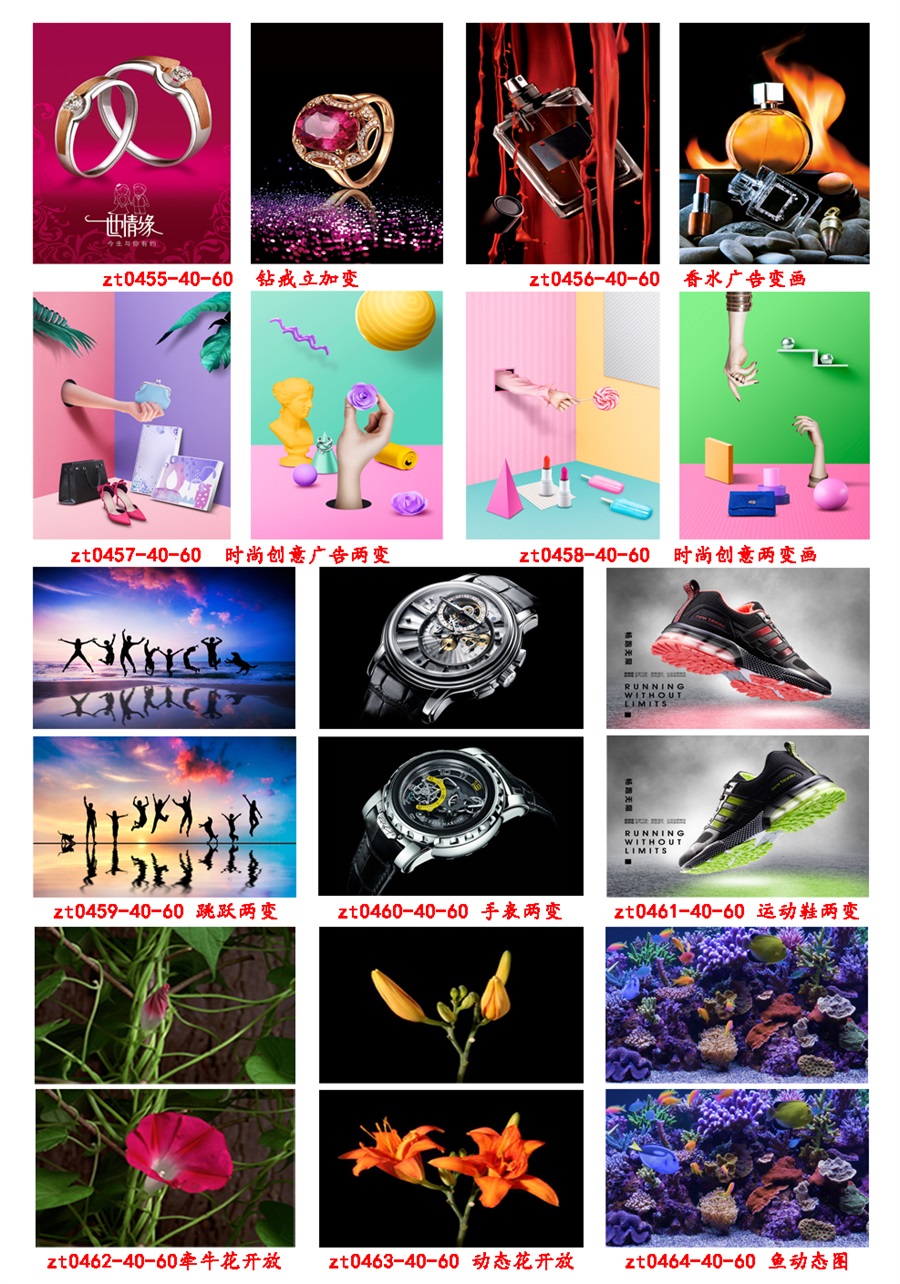 一世情缘
今生与你有约
zt0455-40-60 钻戒立加变
zt0456-40-60 香水广告变画
zt0457-40-60 时尚创意广告两变
zt0458-40-60 时尚创意两变画
畅跑无限
RUNNING
WITHOUT
LIMITS
畅跑无限
RUNNING
WITHOUT
LIMITS
zt0459-40-60 跳跃两变
zt0460-40-60 手表两变
zt0461-40-60 运动鞋两变
zt0462-40-60牵牛花开放
zt0463-40-60 动态花开放
zt0464-40-60 鱼动态图